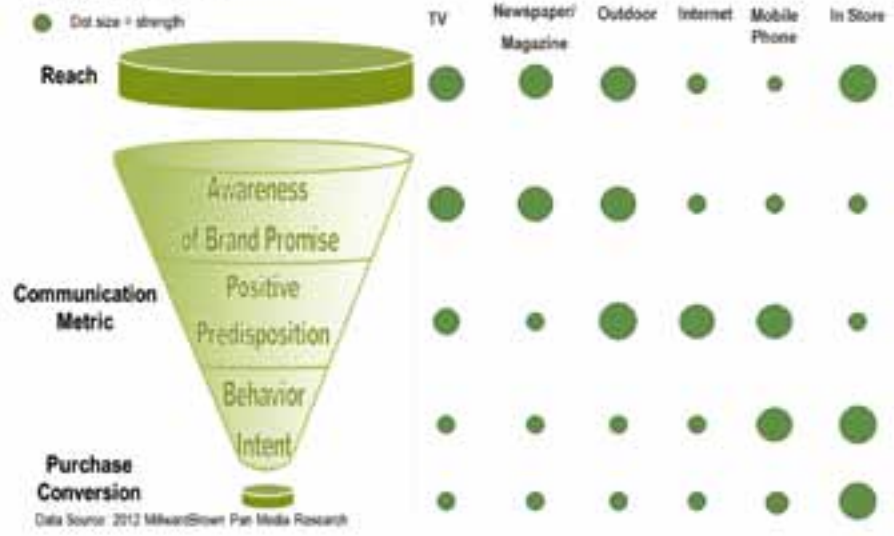 Dot size = strength
TV
Newspaper/
Magazine
Outdoor
Internet
Mobile
Phone
In Store
Reach
Awareness
of Brand Promise
Positive
Predisposition
Communication
Metric
Behavior
Intent
Purchase
Conversion
Data Source: 2012 MillwardBrown Pan Media Research